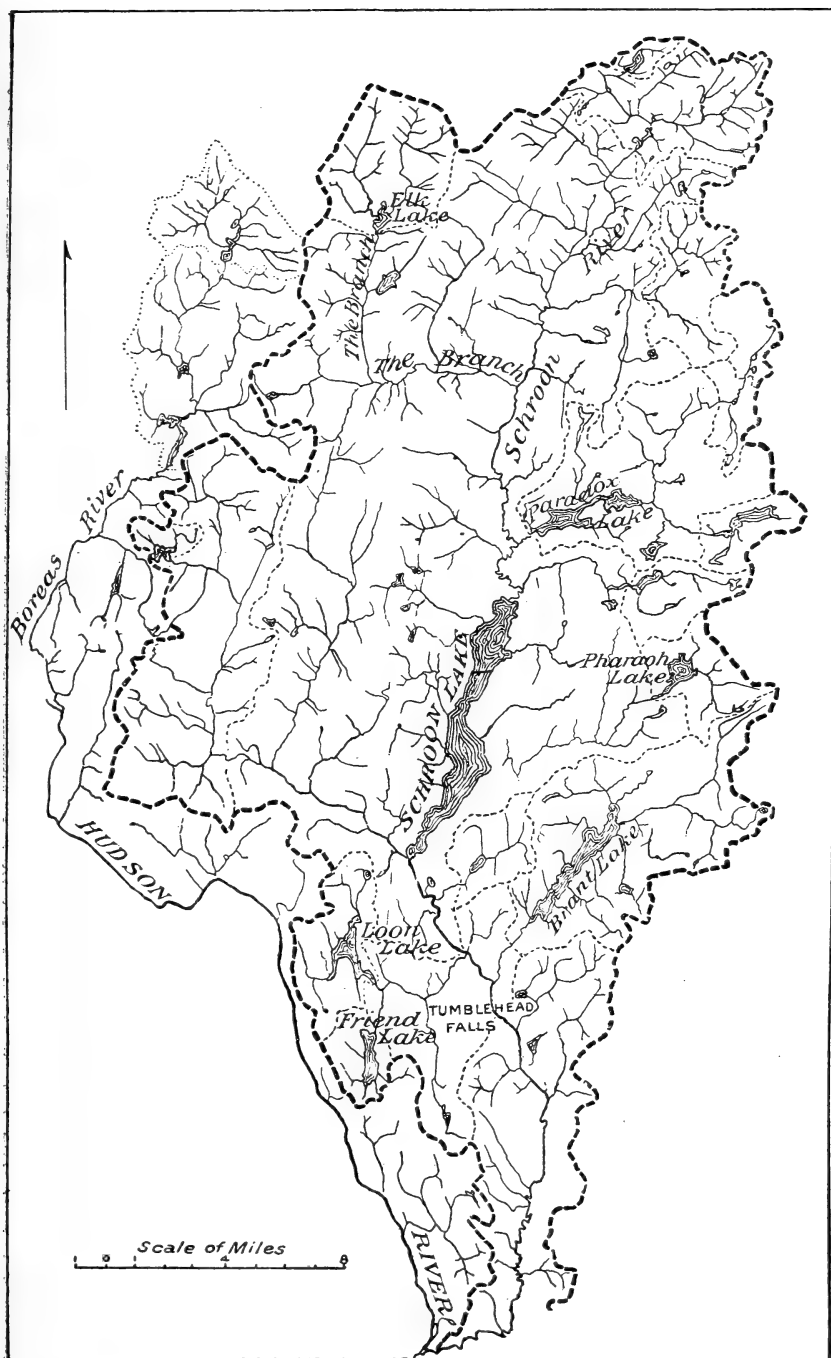 Elk
Lake
The Branch
River
The Branch
Schroon
Paradox
Lake
Boreas River
SCHROON LAKE
Pharaoh
Lake
HUDSON
Brant Lake
Loon
Lake
TUMBLEHEAD
FALLS
Friend
Lake
Scale of Miles
0 4 8
RIVER